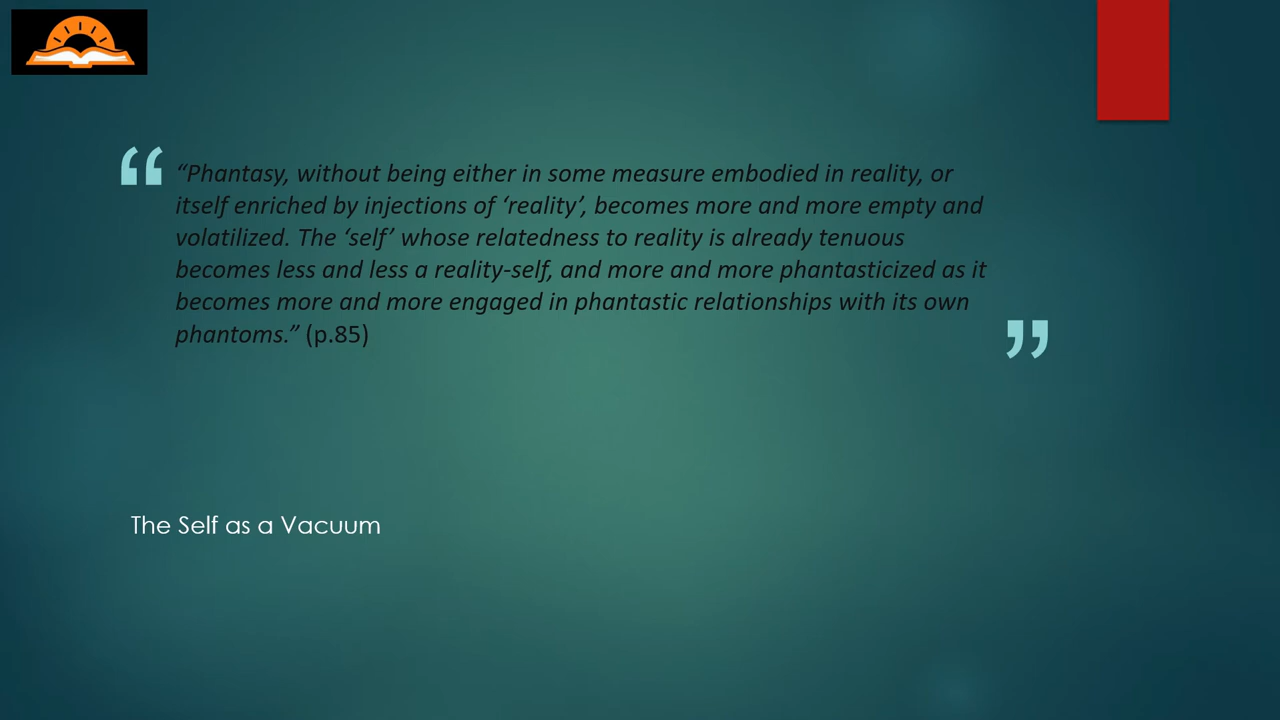 “Phantasy, without being either in some measure embodied in reality, or
itself enriched by injections of ‘reality’, becomes more and more empty and
volatilized. The ‘self’ whose relatedness to reality is already tenuous
becomes less and less a reality-self, and more and more phantasticized as it
becomes more and more engaged in phantastic relationships with its own
phantoms.” (p.85)
The Self as a Vacuum